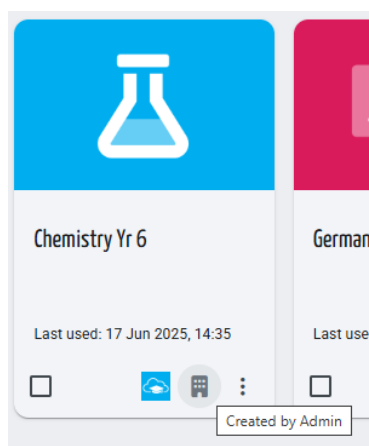 Chemistry Yr 6
German
Last used: 17 Jun 2025, 14:35
Last use
Created by Admin